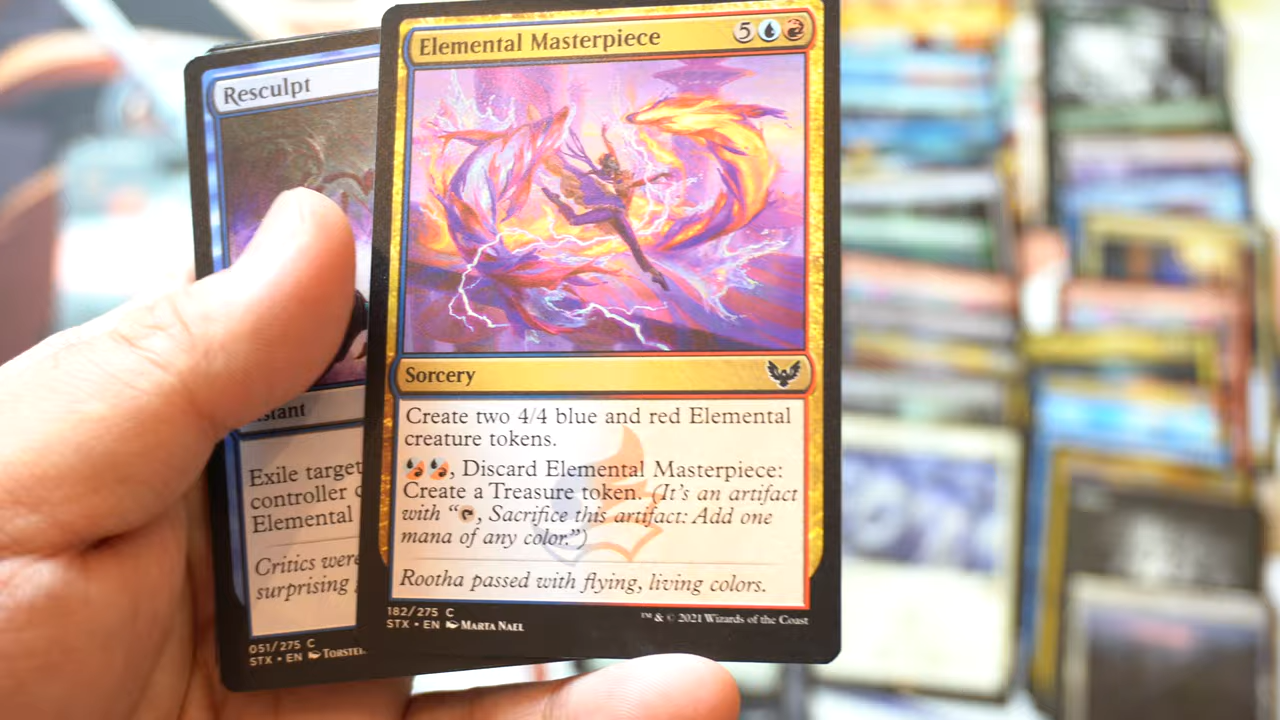 Resculpt
Exile target
controller
Elemental
Critics were
surprising
051/275 C
STX • EN
Elemental Masterpiece
5
Sorcery
Create two 4/4 blue and red Elemental
creature tokens.
, Discard Elemental Masterpiece:
Create a Treasure token. (It's an artifact
with “, Sacrifice this artifact: Add one
mana of any color.”)
Rootha passed with flying, living colors.
182/275 C
STX • EN MARTA NAEL
™ & © 2021 Wizards of the Coast